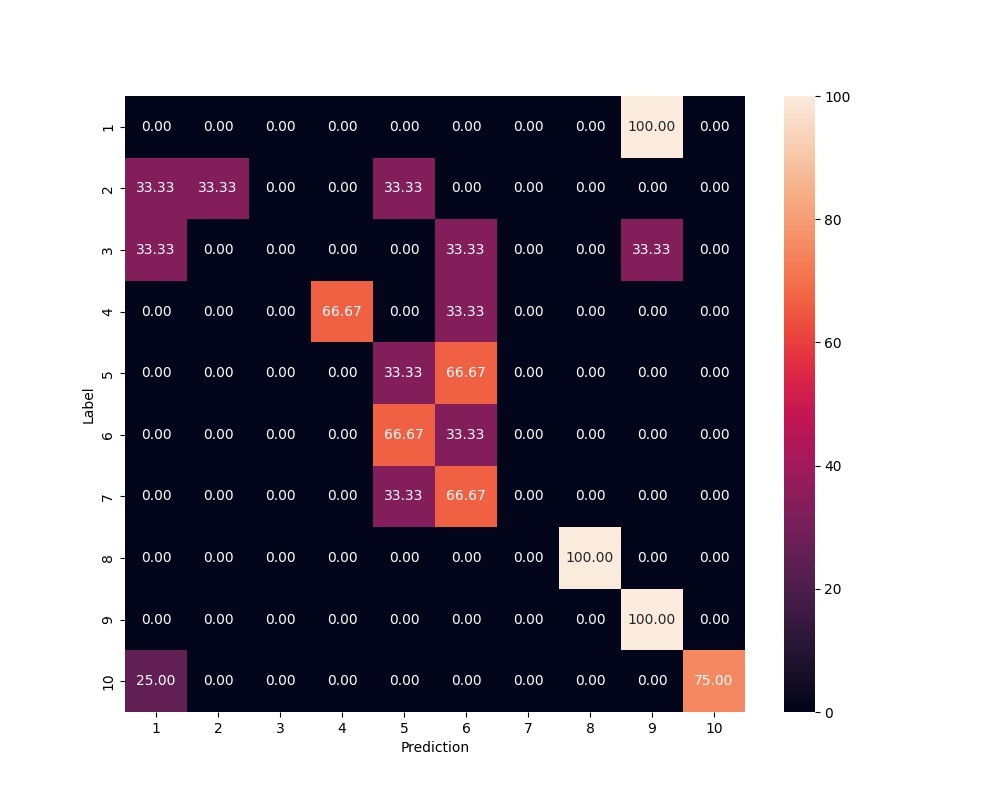 1 0.00 0.00 0.00 0.00 0.00 0.00 0.00 0.00 100.00 0.00 100
2 33.33 33.33 0.00 0.00 33.33 0.00 0.00 0.00 0.00 0.00
80
3 33.33 0.00 0.00 0.00 0.00 33.33 0.00 0.00 33.33 0.00
4 0.00 0.00 0.00 66.67 0.00 33.33 0.00 0.00 0.00 0.00
60
5 0.00 0.00 0.00 0.00 33.33 66.67 0.00 0.00 0.00 0.00
Label
6 0.00 0.00 0.00 0.00 66.67 33.33 0.00 0.00 0.00 0.00
40
7 0.00 0.00 0.00 0.00 33.33 66.67 0.00 0.00 0.00 0.00
8 0.00 0.00 0.00 0.00 0.00 0.00 0.00 100.00 0.00 0.00
20
9 0.00 0.00 0.00 0.00 0.00 0.00 0.00 0.00 100.00 0.00
10 25.00 0.00 0.00 0.00 0.00 0.00 0.00 0.00 0.00 75.00
0
1 2 3 4 5 6 7 8 9 10
Prediction